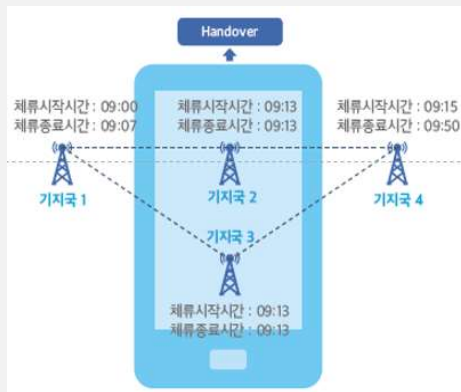 Handover
체류시작시간 : 09:00
체류종료시간 : 09:07
체류시작시간 : 09:13
체류종료시간 : 09:13
체류시작시간 : 09:15
체류종료시간 : 09:50
기지국 1
기지국 2
기지국 4
기지국 3
체류시작시간 : 09:13
체류종료시간 : 09:13